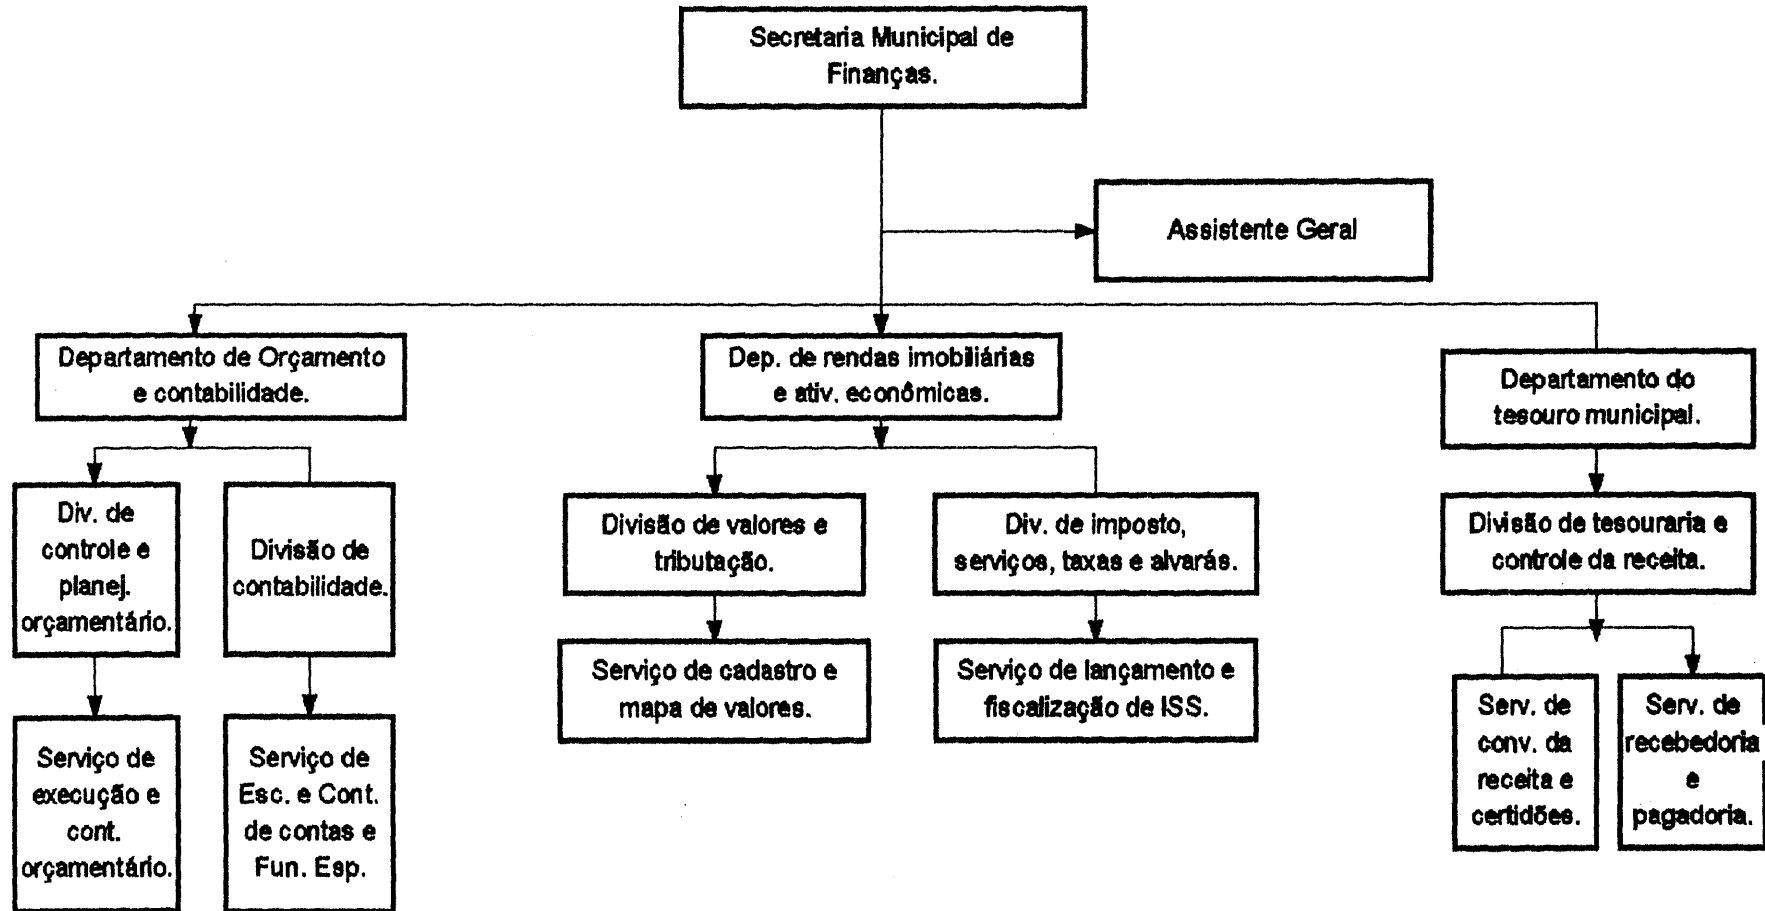 Secretaria Municipal de
Finanças.
Assistente Geral
Departamento de Orçamento
e contabilidade.
Dep. de rendas imobiliárias
e ativ. econômicas.
Departamento do
tesouro municipal.
Div. de
controle e
planej.
orçamentário.
Divisão de
contabilidade.
Divisão de valores e
tributação.
Div. de imposto,
serviços, taxas e alvarás.
Divisão de tesouraria e
controle da receita.
Serviço de
execução e
cont.
orçamentário.
Serviço de
Esc. e Cont.
de contas e
Fun. Esp.
Serviço de cadastro e
mapa de valores.
Serviço de lançamento e
fiscalização de ISS.
Serv. de
conv. da
receita e
certidões.
Serv. de
recebedoria
e
pagadoria.